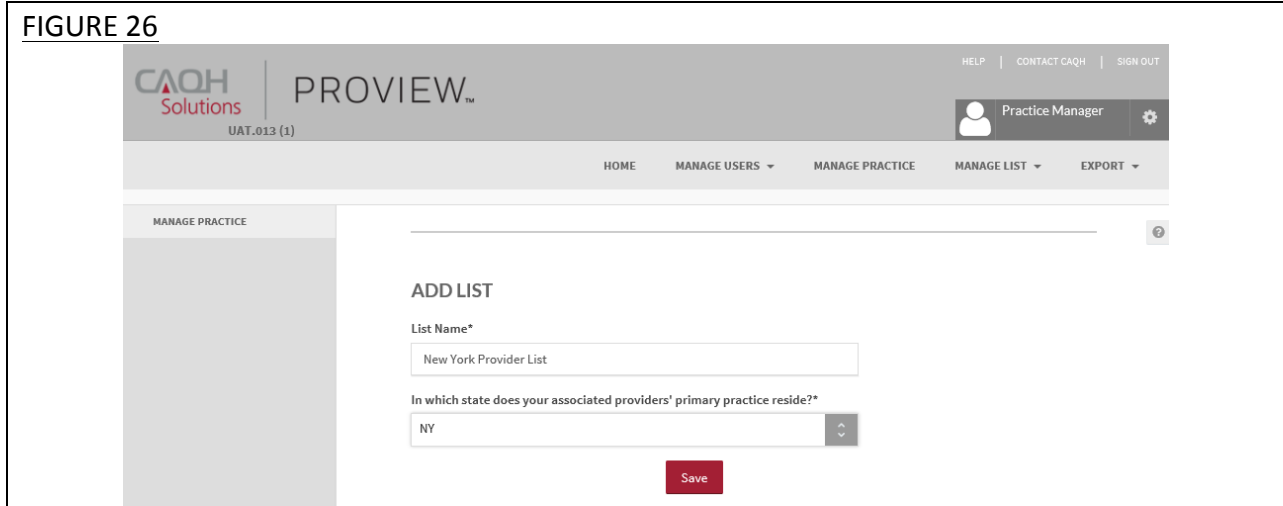 FIGURE 26
HELP | CONTACT CAQH | SIGN OUT
CAQH
Solutions
PROVIEW™
UAT.013 (1)
Practice Manager
HOME MANAGE USERS MANAGE PRACTICE MANAGE LIST EXPORT
MANAGE PRACTICE
?
ADD LIST
List Name*
New York Provider List
In which state does your associated providers' primary practice reside?*
NY
Save